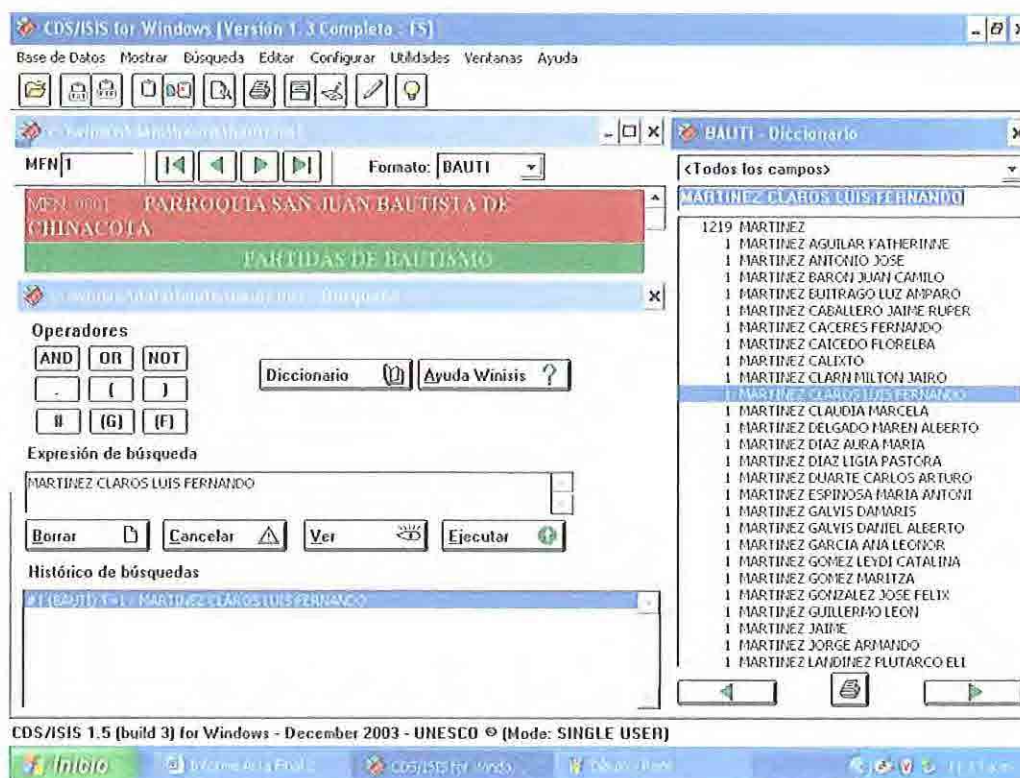 CDS/ISIS for Windows [Versión 1. 3 Completo - FS]
Base de Datos Mostrar Búsqueda Editar Configurar Utilidades Ventanas Ayuda
MFN 1 Formato: BAUTI
MFN: 0001 PARROQUIA SAN JUAN BAUTISTA DE
CHINACOTA
PARTIDAS DE BAUTISMO
Operadores
AND OR NOT
. ( )
# (G) (F)
Diccionario Ayuda Winisis ?
Expresión de búsqueda
MARTINEZ CLAROS LUIS FERNANDO
Borrar Cancelar Ver Ejecutar
Histórico de búsquedas
#1 (BAUTI) T=1 - MARTINEZ CLAROS LUIS FERNANDO
BAUTI - Diccionario
<Todos los campos>
MARTINEZ CLAROS LUIS FERNANDO
1219 MARTINEZ
1 MARTINEZ AGUILAR KATHERINNE
1 MARTINEZ ANTONIO JOSE
1 MARTINEZ BARON JUAN CAMILO
1 MARTINEZ BUITRAGO LUZ AMPARO
1 MARTINEZ CABALLERO JAIME RUPER
1 MARTINEZ CACERES FERNANDO
1 MARTINEZ CAICEDO FLORELBA
1 MARTINEZ CALIXTO
1 MARTINEZ CLARN MILTON JAIRO
1 MARTINEZ CLAROS LUIS FERNANDO
1 MARTINEZ CLAUDIA MARCELA
1 MARTINEZ DELGADO MAREN ALBERTO
1 MARTINEZ DIAZ AURA MARIA
1 MARTINEZ DIAZ LIGIA PASTORA
1 MARTINEZ DUARTE CARLOS ARTURO
1 MARTINEZ ESPINOSA MARIA ANTONI
1 MARTINEZ GALVIS DAMARIS
1 MARTINEZ GALVIS DANIEL ALBERTO
1 MARTINEZ GARCIA ANA LEONOR
1 MARTINEZ GOMEZ LEYDI CATALINA
1 MARTINEZ GOMEZ MARITZA
1 MARTINEZ GONZALEZ JOSE FELIX
1 MARTINEZ GUILLERMO LEON
1 MARTINEZ JAIME
1 MARTINEZ JORGE ARMANDO
1 MARTINEZ LANDINEZ PLUTARCO ELI
CDS/ISIS 1.5 (build 3) for Windows - December 2003 - UNESCO © (Mode: SINGLE USER)
Inicio CDS/ISIS for Windo